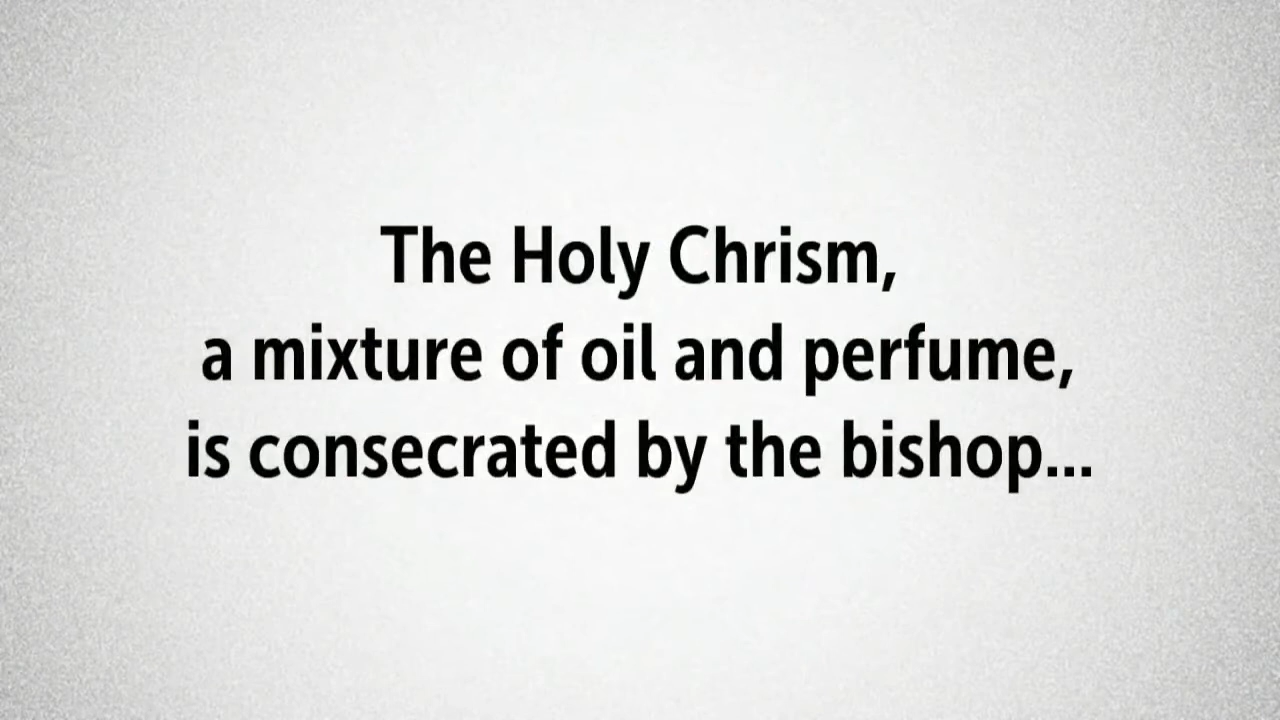 The Holy Chrism,
a mixture of oil and perfume,
is consecrated by the bishop...